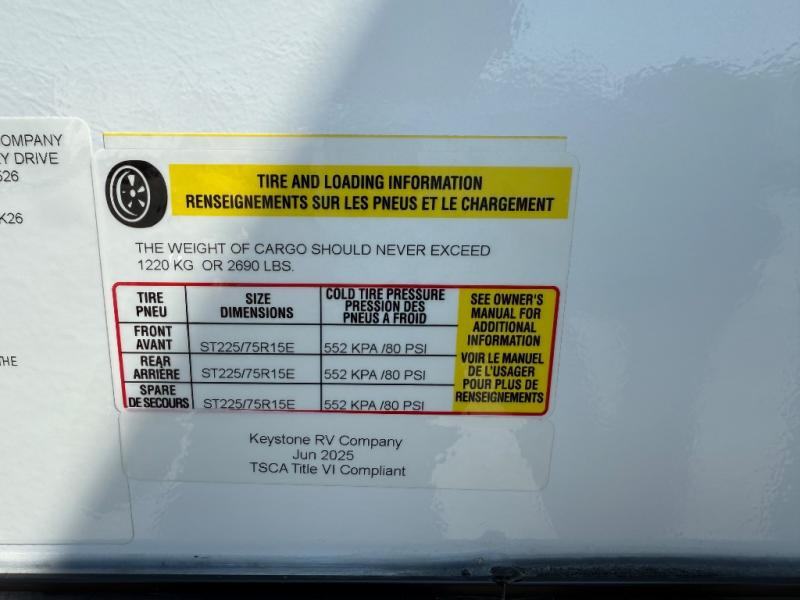 OMPANY
Y DRIVE
526
K26
THE
TIRE AND LOADING INFORMATION
RENSEIGNEMENTS SUR LES PNEUS ET LE CHARGEMENT
THE WEIGHT OF CARGO SHOULD NEVER EXCEED
1220 KG OR 2690 LBS.
TIRE
PNEU
SIZE
DIMENSIONS
COLD TIRE PRESSURE
PRESSION DES
PNEUS A FROID
FRONT
AVANT
ST225/75R15E
552 KPA /80 PSI
REAR
ARRIÈRE
ST225/75R15E
552 KPA /80 PSI
SPARE
DE SECOURS
ST225/75R15E
552 KPA /80 PSI
SEE OWNER'S
MANUAL FOR
ADDITIONAL
INFORMATION
VOIR LE MANUEL
DE L'USAGER
POUR PLUS DE
RENSEIGNEMENTS
Keystone RV Company
Jun 2025
TSCA Title VI Compliant